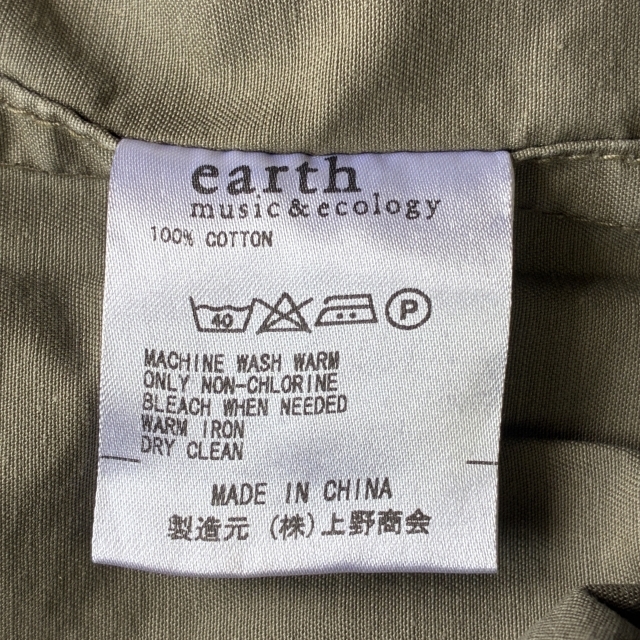 earth
music&ecology
100% COTTON
40 P
MACHINE WASH WARM
ONLY NON-CHLORINE
BLEACH WHEN NEEDED
WARM IRON
DRY CLEAN
MADE IN CHINA
製造元 (株)上野商会